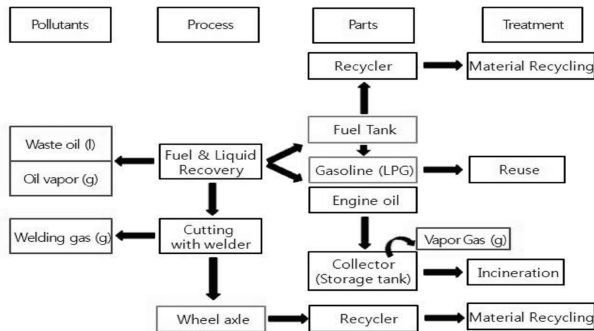 Pollutants
Process
Parts
Treatment
Recycler
Material Recycling
Fuel Tank
Waste oil (l)
Oil vapor (g)
Fuel & Liquid
Recovery
Gasoline (LPG)
Reuse
Engine oil
Welding gas (g)
Cutting
with welder
Vapor Gas (g)
Collector
(Storage tank)
Incineration
Wheel axle
Recycler
Material Recycling